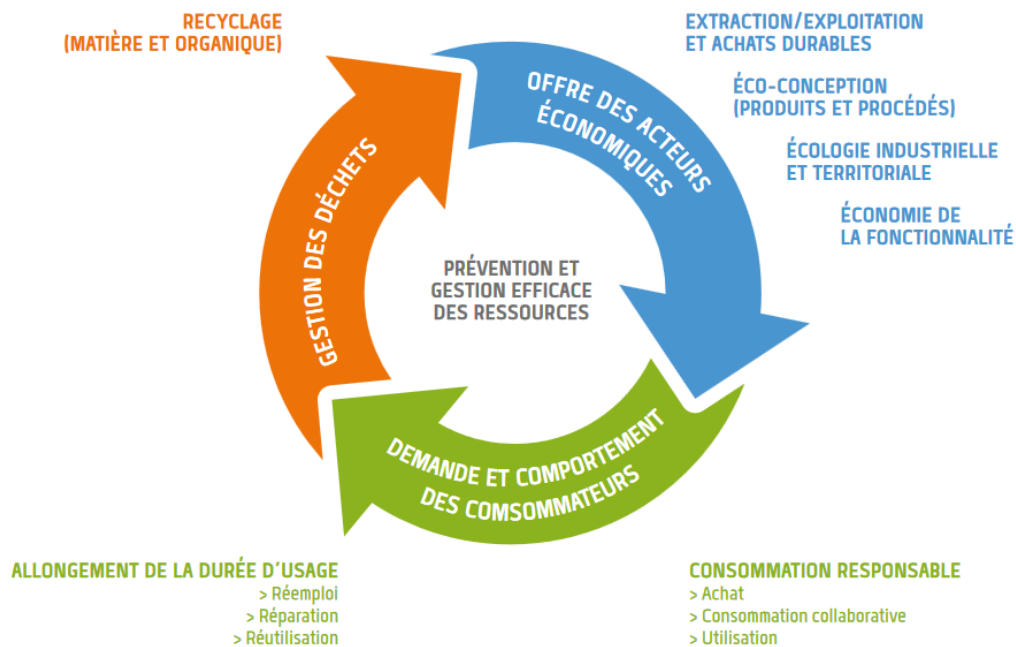 RECYCLAGE
(MATIÈRE ET ORGANIQUE)
EXTRACTION/EXPLOITATION
ET ACHATS DURABLES
ÉCO-CONCEPTION
(PRODUITS ET PROCÉDÉS)
ÉCOLOGIE INDUSTRIELLE
ET TERRITORIALE
ÉCONOMIE DE
LA FONCTIONNALITÉ
OFFRE DES ACTEURS
ÉCONOMIQUES
GESTION DES DÉCHETS
PRÉVENTION ET
GESTION EFFICACE
DES RESSOURCES
DEMANDE ET COMPORTEMENT
DES COMSOMMATEURS
ALLONGEMENT DE LA DURÉE D'USAGE
> Réemploi
> Réparation
> Réutilisation
CONSOMMATION RESPONSABLE
> Achat
> Consommation collaborative
> Utilisation